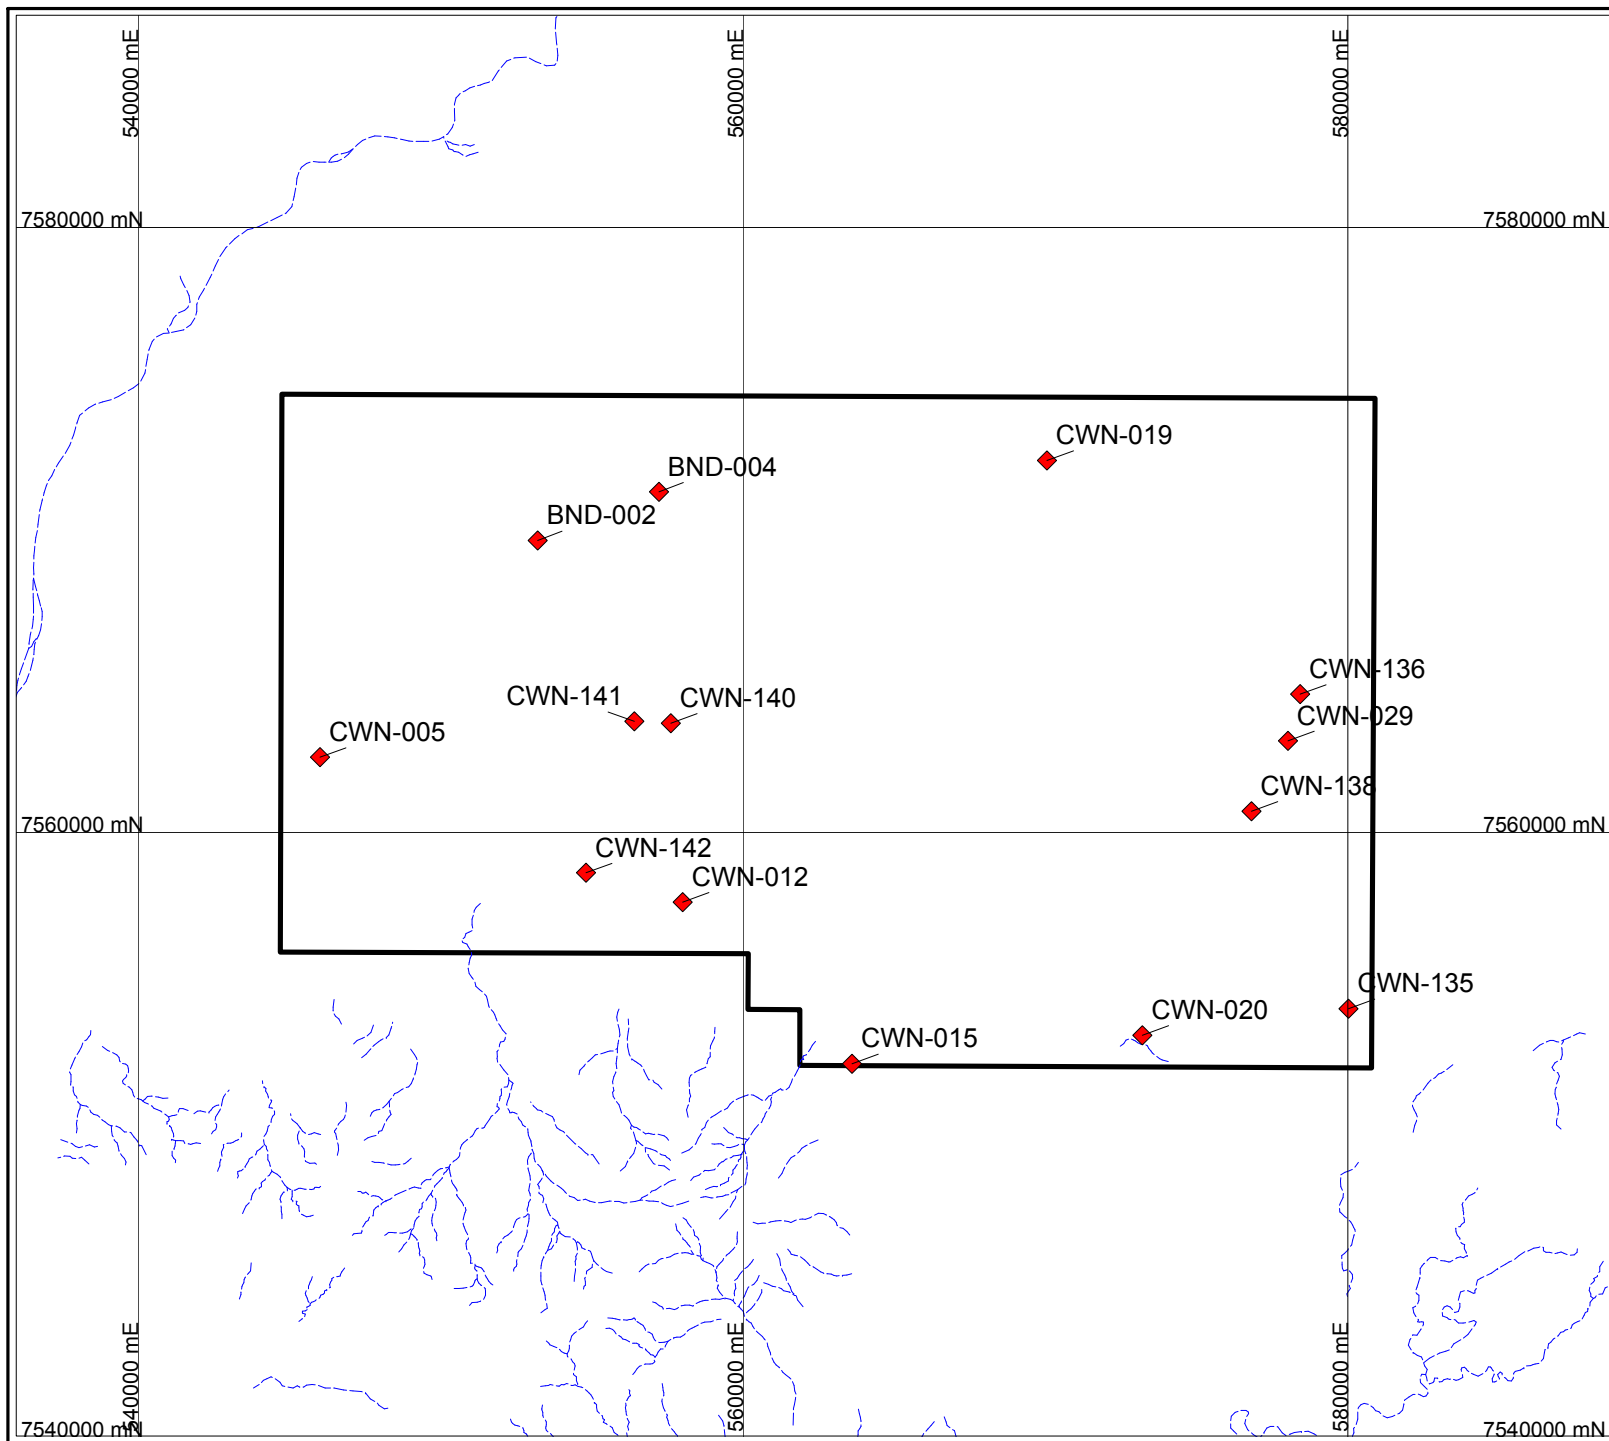 540000 mE
560000 mE
580000 mE
7580000 mN
7580000 mN
CWN-019
BND-004
BND-002
CWN-136
CWN-141
CWN-140
CWN-029
CWN-005
CWN-138
7560000 mN
7560000 mN
CWN-142
CWN-012
CWN-135
CWN-020
CWN-015
540000 mE
560000 mE
580000 mE
7540000 mN
7540000 mN